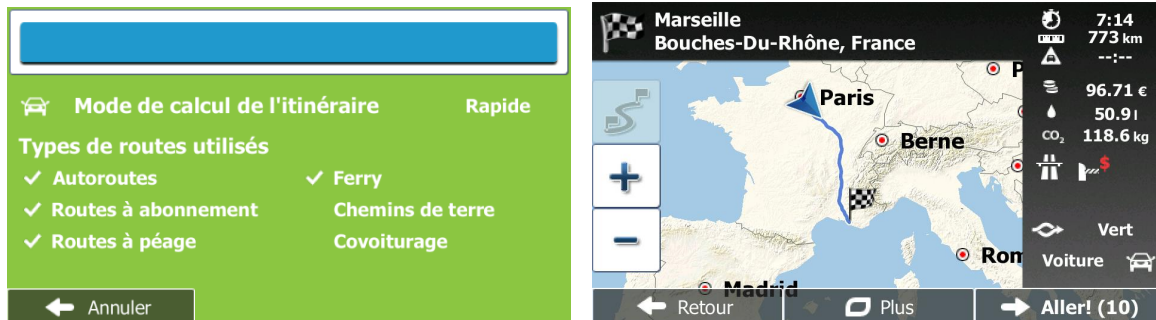 Mode de calcul de l'itinéraire Rapide
Types de routes utilisés
Autoroutes Ferry
Routes à abonnement Chemins de terre
Routes à péage Covoiturage
Annuler
Marseille
Bouches-Du-Rhône, France
7:14
773 km
--:--
96.71 €
50.9 l
CO₂ 118.6 kg
$
P
Paris
Berne
Vert
Rom
Voiture
Madrid
Retour Plus Aller! (10)